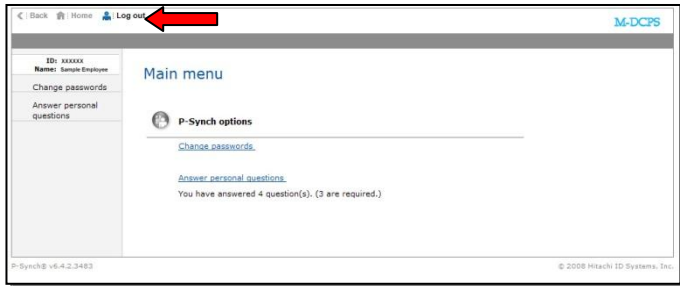 Back Home Log out
M-DCPS
ID: xxxxxx
Name: Sample Employee
Change passwords
Answer personal
questions
Main menu
P-Synch options
Change passwords
Answer personal questions
You have answered 4 question(s). (3 are required.)
P-Synch® v6.4.2.3483
© 2008 Hitachi ID Systems, Inc.